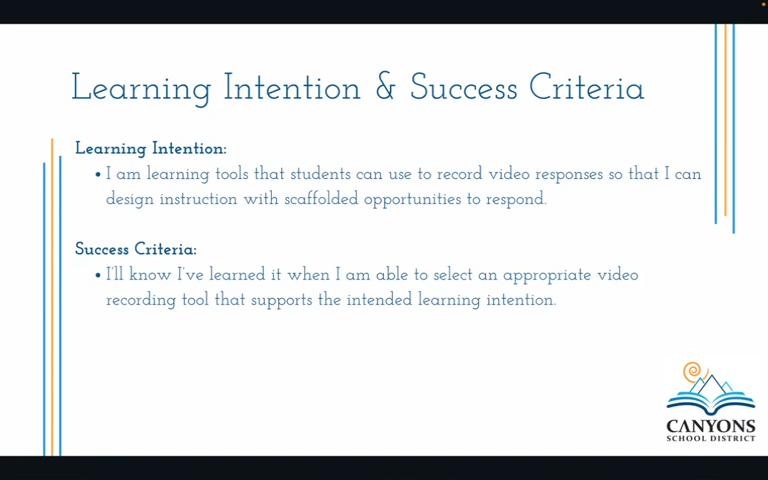 Learning Intention & Success Criteria
Learning Intention:
• I am learning tools that students can use to record video responses so that I can
design instruction with scaffolded opportunities to respond.
Success Criteria:
• I'll know I've learned it when I am able to select an appropriate video
recording tool that supports the intended learning intention.
CANYONS
SCHOOL DISTRICT